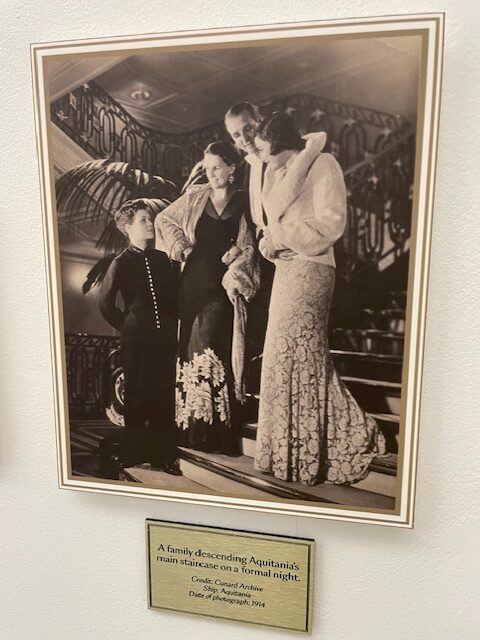 A family descending Aquitania's
main staircase on a formal night.
Credit: Cunard Archive
Ship: Aquitania
Date of photograph: 1914